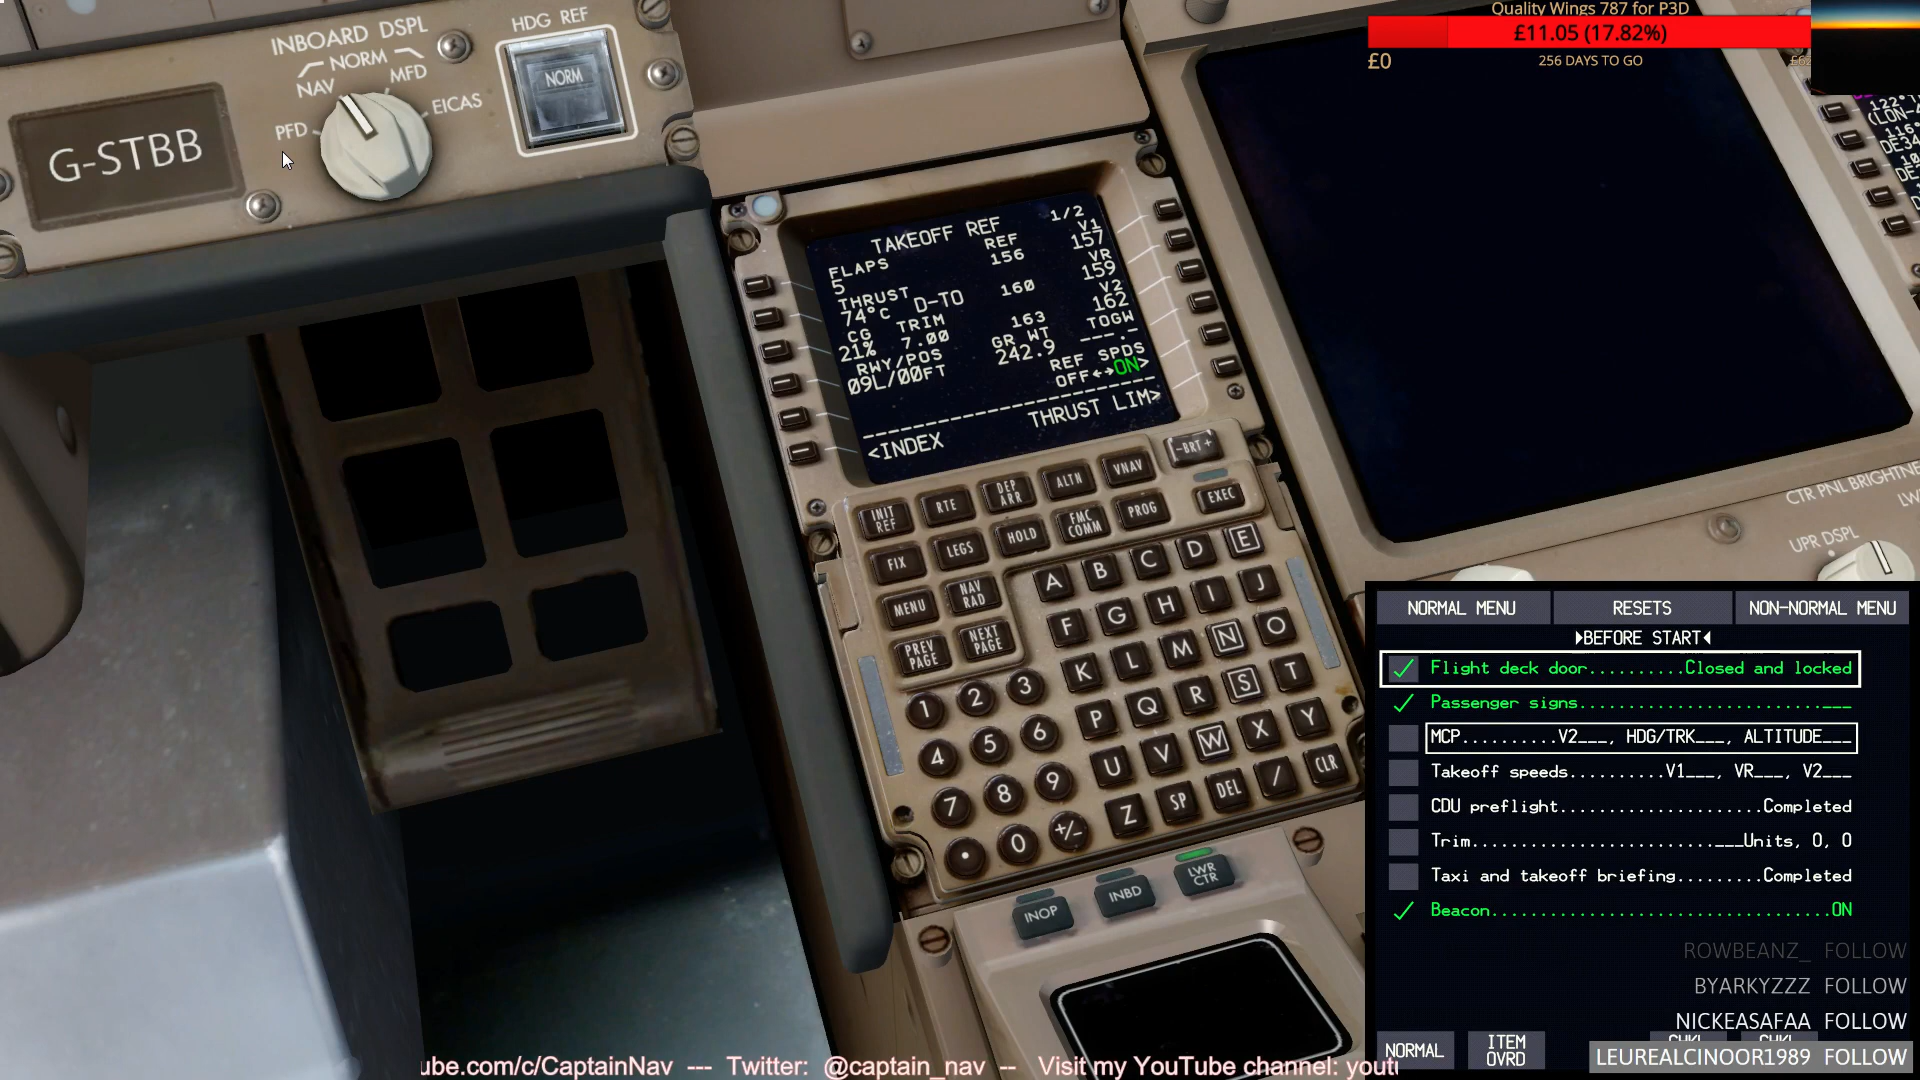 INBOARD DSPL
NORM
NAV
MFD
PFD
EICAS
HDG REF
NORM
G-STBB
Quality Wings 787 for P3D
£11.05 (17.82%)
£0
256 DAYS TO GO
TAKEOFF REF 1/2
FLAPS REF V1
5 156 157
THRUST VR
74°C D-TO 160 159
CG TRIM V2
21% 7.00 163 162
RWY/POS GR WT TOGW
09L/00FT 242.9 ---.-
REF SPDS
OFF↔ON>
<INDEX THRUST LIM>
-BRT+
INIT REF
RTE
DEP ARR
ALTN
VNAV
FIX
LEGS
HOLD
FMC COMM
PROG
EXEC
MENU
NAV RAD
PREV PAGE
NEXT PAGE
A B C D E
F G H I J
K L M N O
P Q R S T
U V W X Y
Z SP DEL / CLR
1 2 3
4 5 6
7 8 9
. 0 +/-
INOP
INBD
LWR CTR
UPR DSPL
NORMAL MENU RESETS NON-NORMAL MENU
▶BEFORE START◀
Flight deck door..........Closed and locked
Passenger signs..........................___
MCP..........V2___, HDG/TRK___, ALTITUDE___
Takeoff speeds..........V1___, VR___, V2___
CDU preflight.....................Completed
Trim..........................___Units, 0, 0
Taxi and takeoff briefing.........Completed
Beacon...................................ON
ROWBEANZ_ FOLLOW
BYARKYZZZ FOLLOW
NICKEASAFAA FOLLOW
LEUREALCINOOR1989 FOLLOW
NORMAL
ITEM OVRD
ube.com/c/CaptainNav --- Twitter: @captain_nav -- Visit my YouTube channel: yout